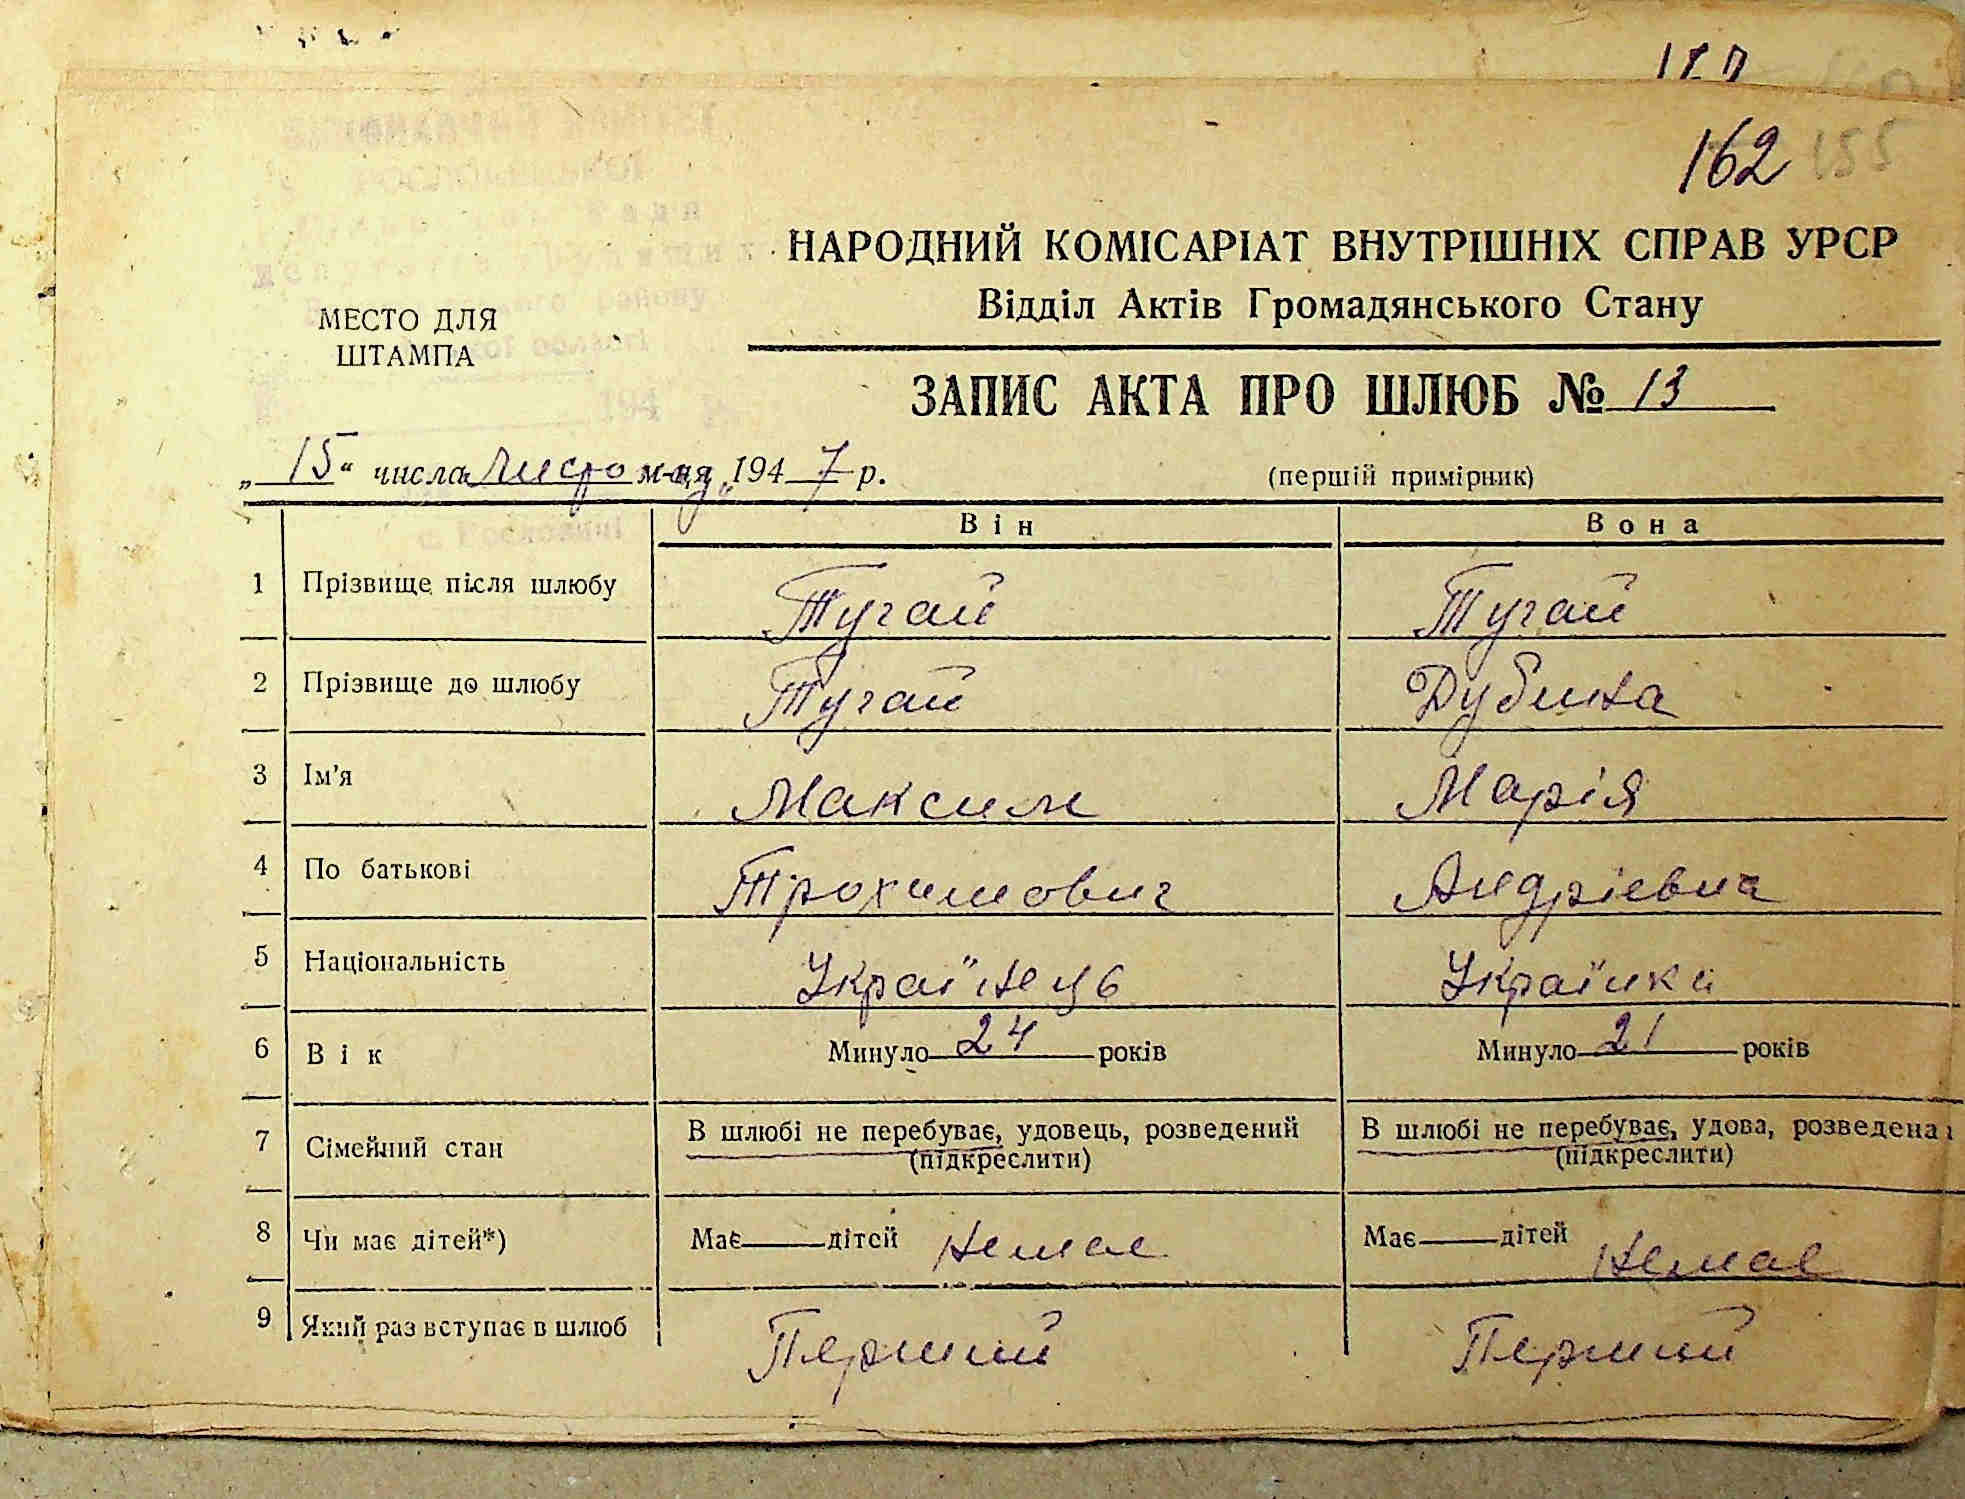 162 155
НАРОДНИЙ КОМІСАРІАТ ВНУТРІШНІХ СПРАВ УРСР
Відділ Актів Громадянського Стану
МЕСТО ДЛЯ
ШТАМПА
ЗАПИС АКТА ПРО ШЛЮБ № 13
„15“ числа м-ця 1947 р.
(першій примірник)
Він Вона
1 Прізвище після шлюбу Тугай Тугай
2 Прізвище до шлюбу Тугай Дубина
3 Ім'я Максим Марія
4 По батькові Трохимович Андріевна
5 Національність Українець Українка
6 Вік Минуло 24 років Минуло 21 років
7 Сімейний стан В шлюбі не перебуває, удовець, розведений В шлюбі не перебуває, удова, розведена
(підкреслити) (підкреслити)
8 Чи має дітей*) Має дітей немає Має дітей немає
9 Який раз вступає в шлюб Перший Перший